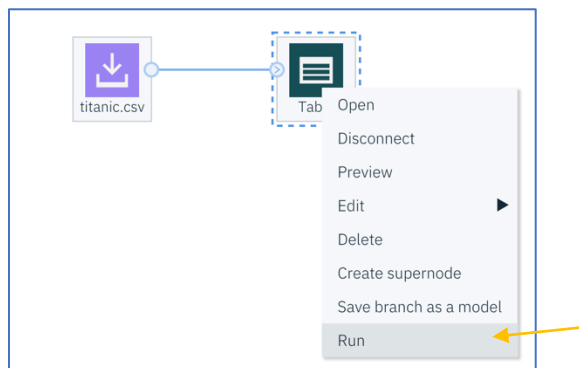 titanic.csv
Tab
Open
Disconnect
Preview
Edit
Delete
Create supernode
Save branch as a model
Run